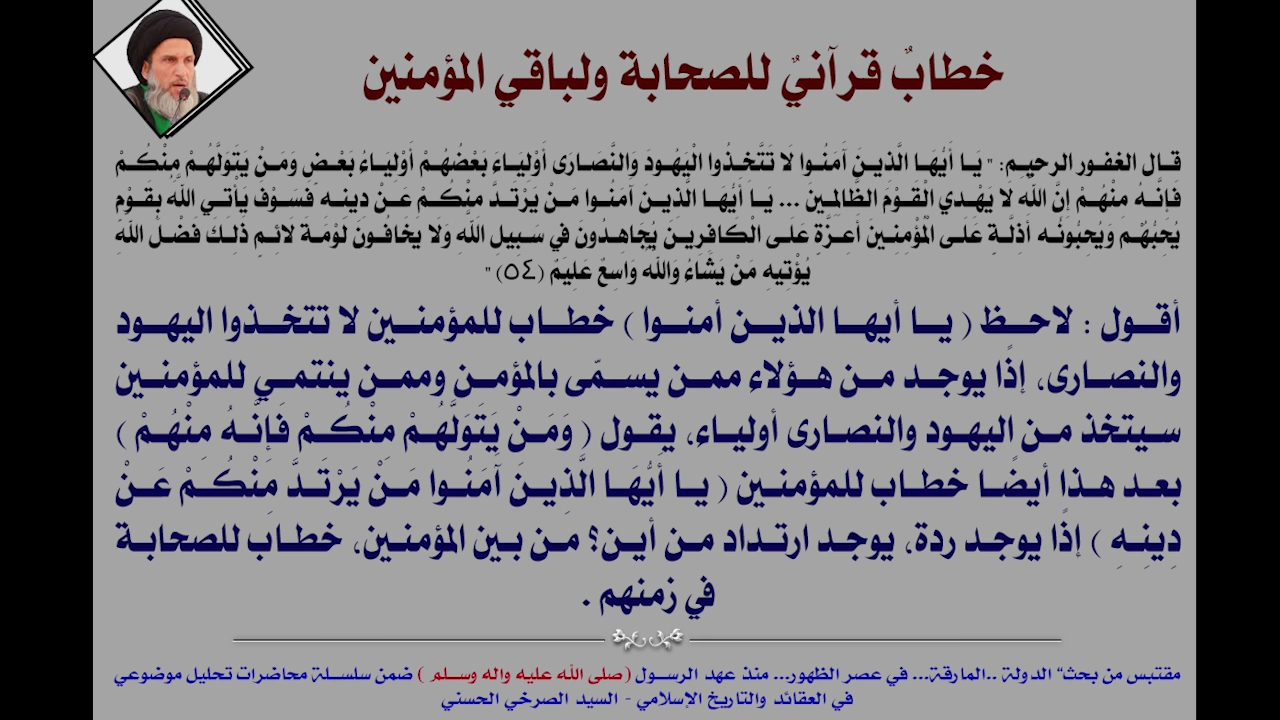 خطابٌ قرآنيٌ للصحابة ولباقي المؤمنين
قال الغفور الرحيم: " يا أَيُّهَا الَّذِينَ آمَنُوا لَا تَتَّخِذُوا الْيَهُودَ وَالنَّصَارَى أَوْلِيَاءَ بَعْضُهُمْ أَوْلِيَاءُ بَعْضٍ وَمَنْ يَتَوَلَّهُمْ مِنْكُمْ
فَإِنَّهُ مِنْهُمْ إِنَّ اللَّهَ لَا يَهْدِي الْقَوْمَ الظَّالِمِينَ ... يَا أَيُّهَا الَّذِينَ آمَنُوا مَنْ يَرْتَدَّ مِنْكُمْ عَنْ دِينِهِ فَسَوْفَ يَأْتِي اللَّهُ بِقَوْمٍ
يُحِبُّهُمْ وَيُحِبُّونَهُ أَذِلَّةٍ عَلَى الْمُؤْمِنِينَ أَعِزَّةٍ عَلَى الْكَافِرِينَ يُجَاهِدُونَ فِي سَبِيلِ اللَّهِ وَلَا يَخَافُونَ لَوْمَةَ لَائِمٍ ذَلِكَ فَضْلُ اللَّهِ
يُؤْتِيهِ مَنْ يَشَاءُ وَاللَّهُ وَاسِعٌ عَلِيمٌ (٥٤) "
أقول : لاحظ ( يا أيها الذين أمنوا ) خطاب للمؤمنين لا تتخذوا اليهود
والنصارى، إذًا يوجد من هؤلاء ممن يسمّى بالمؤمن وممن ينتمي للمؤمنين
سيتخذ من اليهود والنصارى أولياء، يقول ( وَمَنْ يَتَوَلَّهُمْ مِنْكُمْ فَإِنَّهُ مِنْهُمْ )
بعد هذا أيضًا خطاب للمؤمنين ( يا أَيُّهَا الَّذِينَ آمَنُوا مَنْ يَرْتَدَّ مِنْكُمْ عَنْ
دِينِهِ ) إذًا يوجد ردة، يوجد ارتداد من أين؟ من بين المؤمنين، خطاب للصحابة
في زمنهم .
مقتبس من بحث" الدولة ..المارقة... في عصر الظهور... منذ عهد الرسول ( صلى الله عليه واله وسلم ) ضمن سلسلة محاضرات تحليل موضوعي
في العقائد والتاريخ الإسلامي - السيد الصرخي الحسني